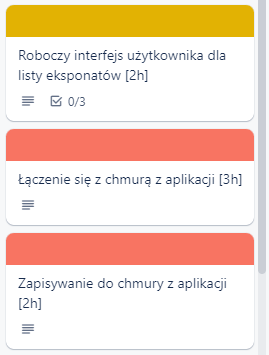 Roboczy interfejs użytkownika dla
listy eksponatów [2h]
0/3
Łączenie się z chmurą z aplikacji [3h]
Zapisywanie do chmury z aplikacji
[2h]